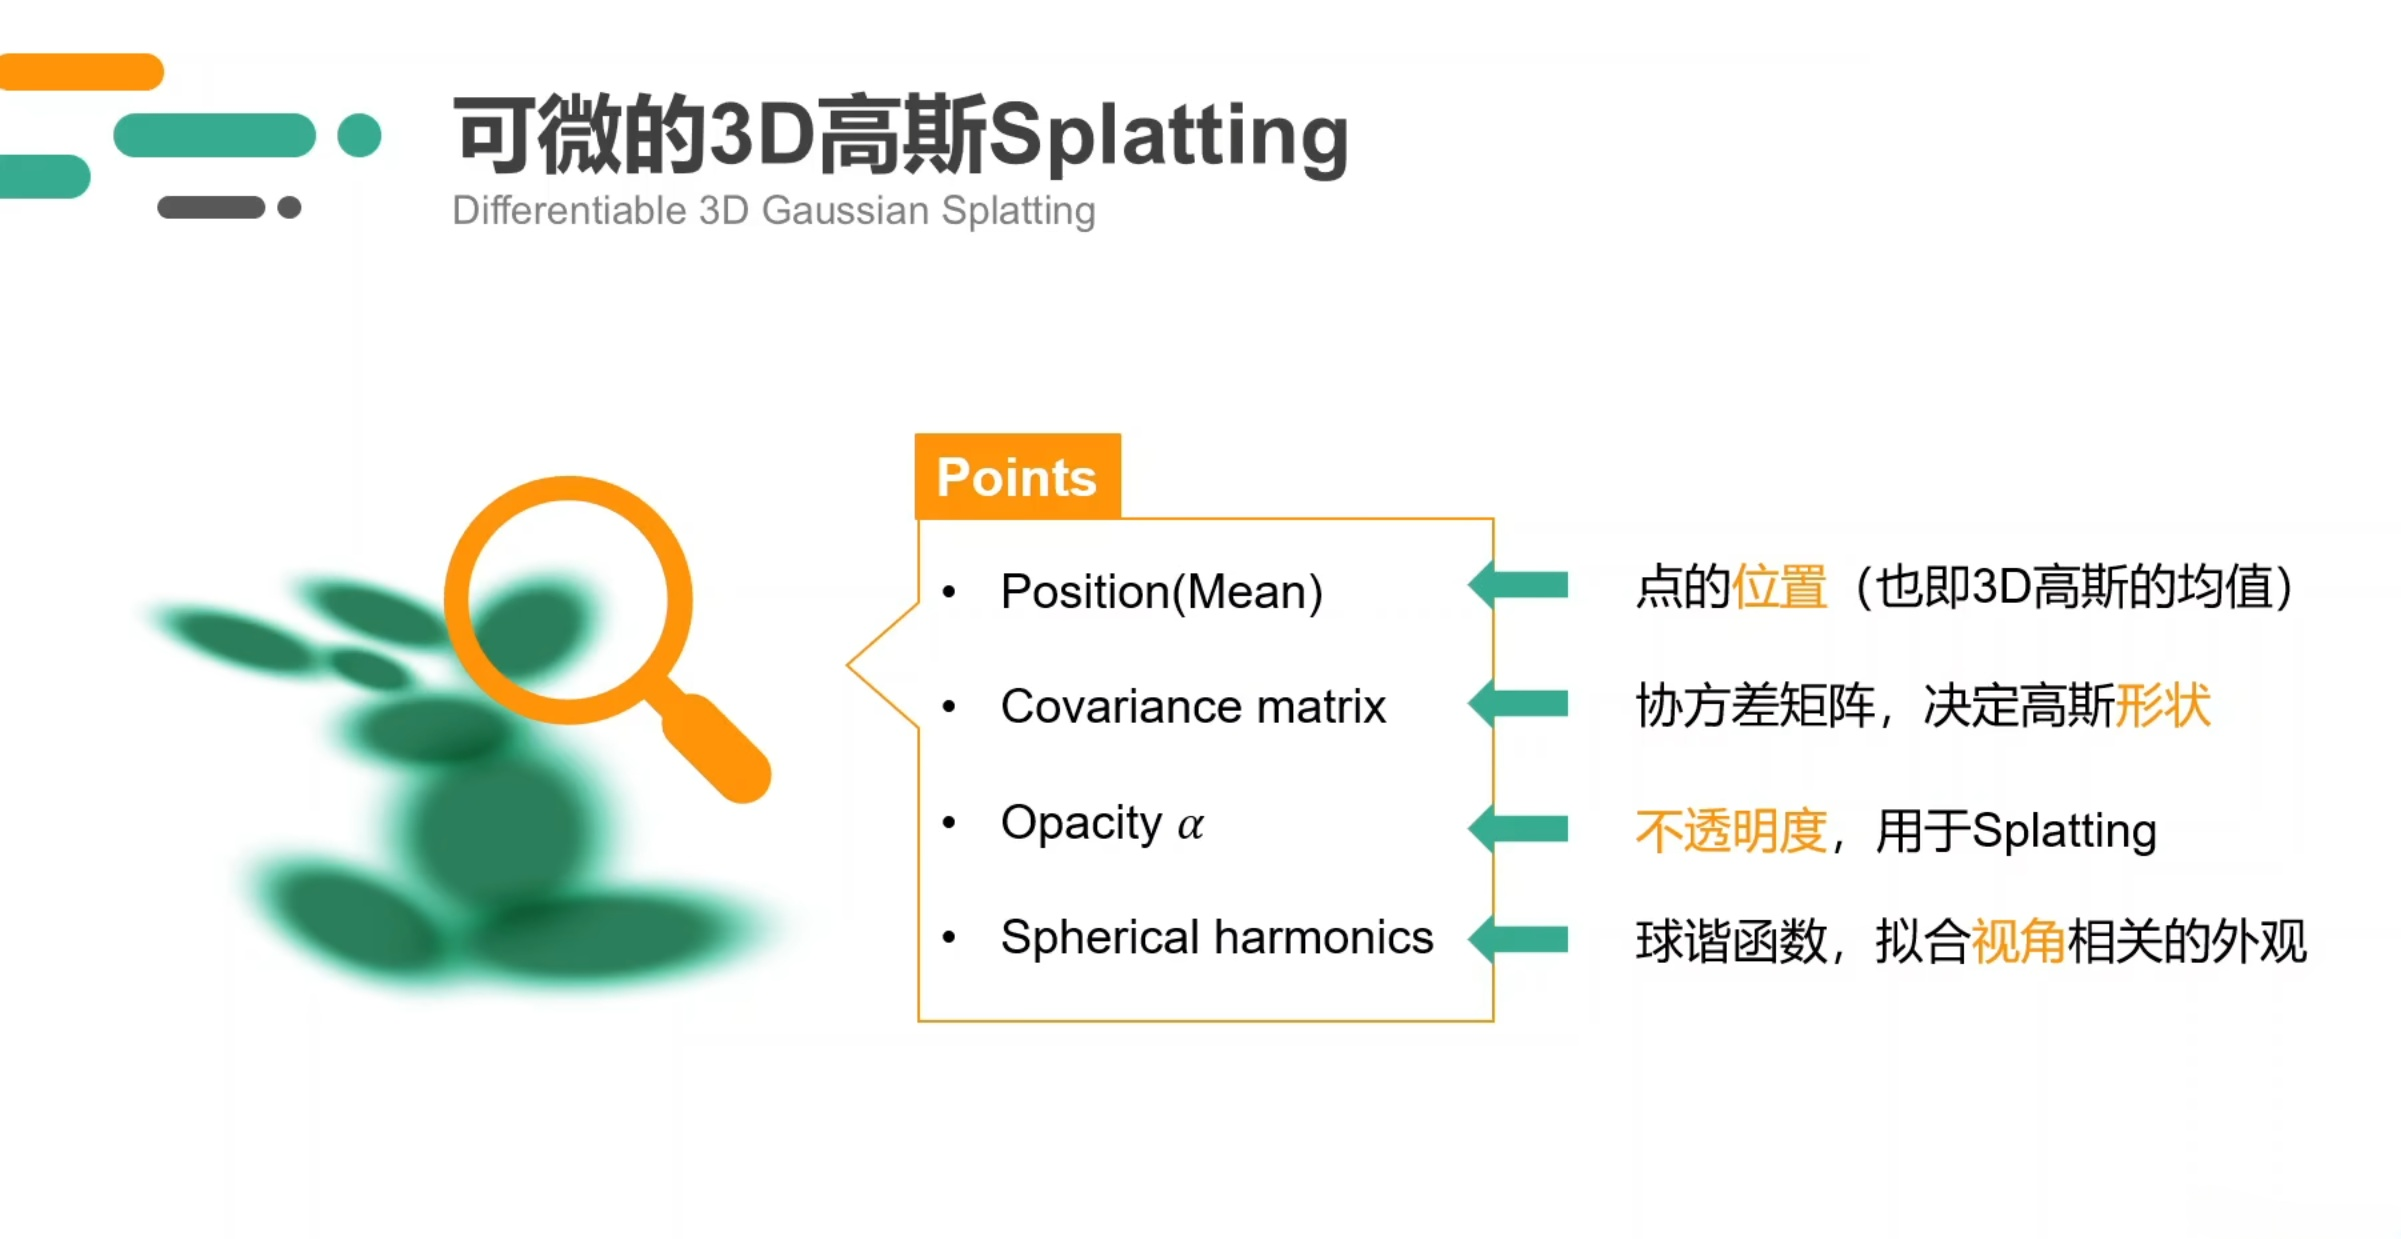 可微的3D高斯Splatting
Differentiable 3D Gaussian Splatting
Points
• Position(Mean)
点的位置（也即3D高斯的均值）
• Covariance matrix
协方差矩阵，决定高斯形状
• Opacity α
不透明度，用于Splatting
• Spherical harmonics
球谐函数，拟合视角相关的外观